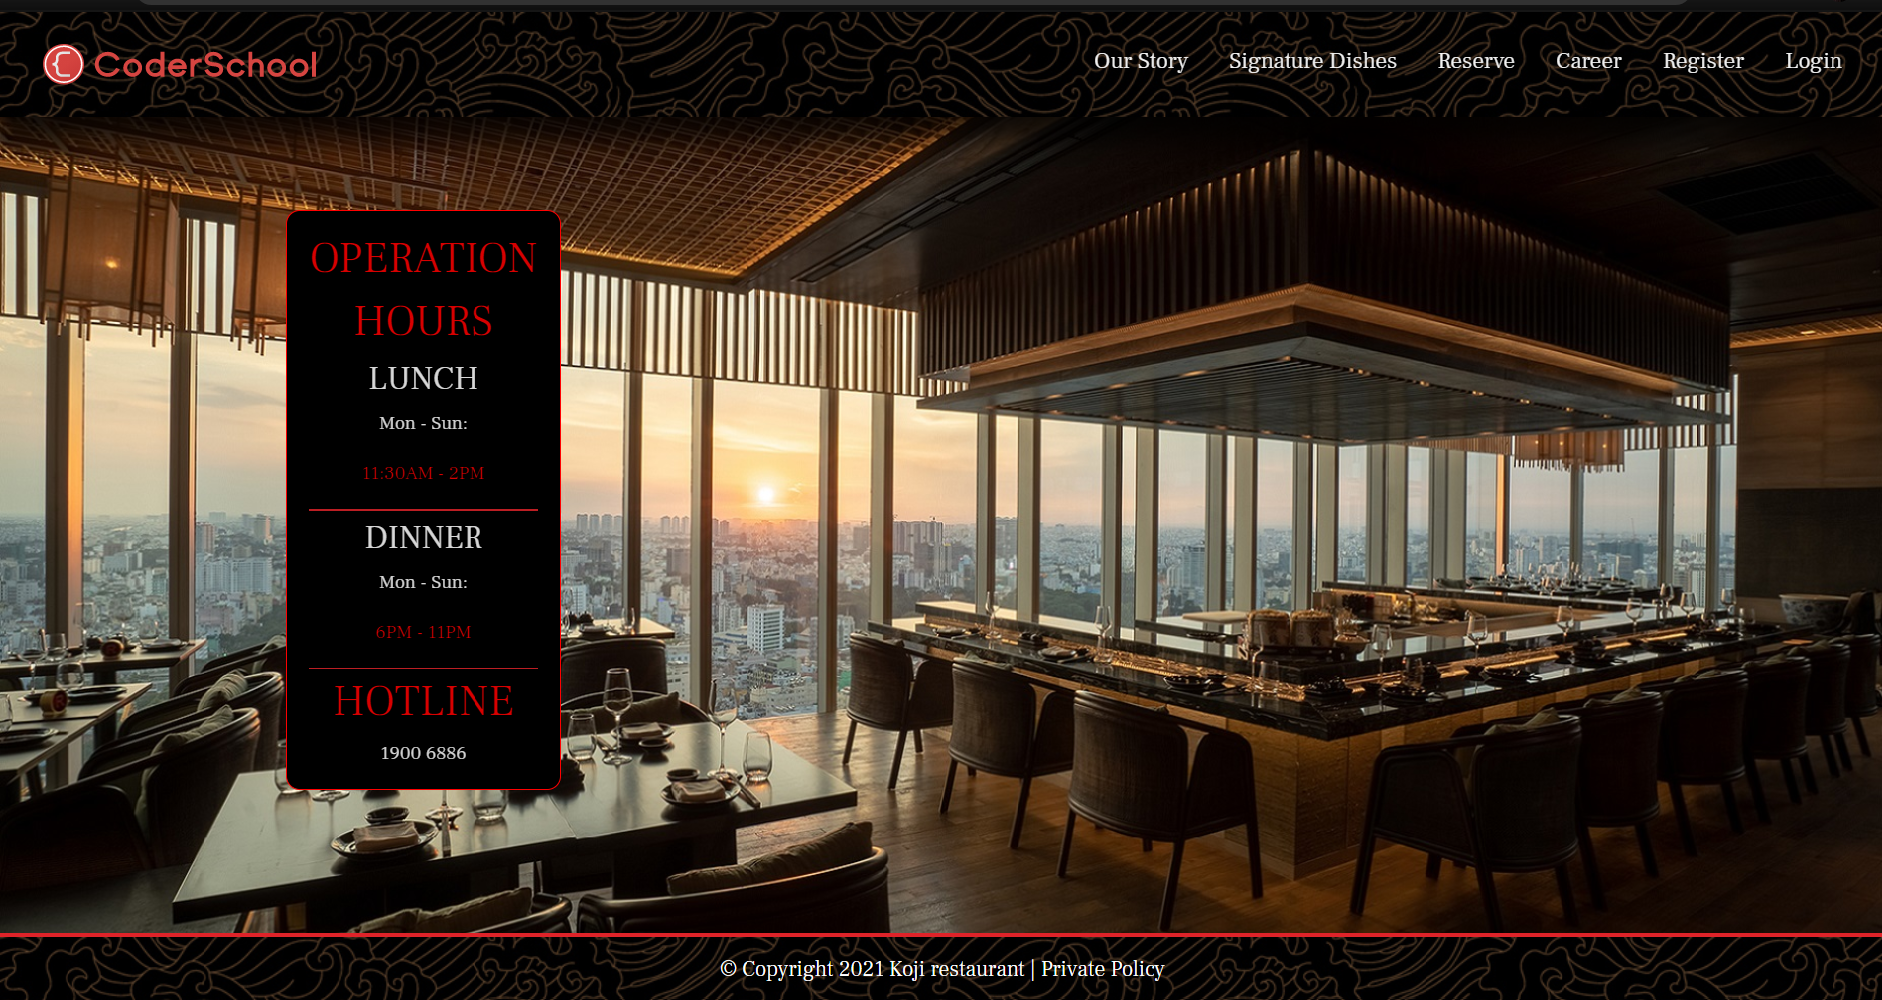 CoderSchool
Our Story Signature Dishes Reserve Career Register Login
OPERATION
HOURS
LUNCH
Mon - Sun:
11:30AM - 2PM
DINNER
Mon - Sun:
6PM - 11PM
HOTLINE
1900 6886
© Copyright 2021 Koji restaurant | Private Policy